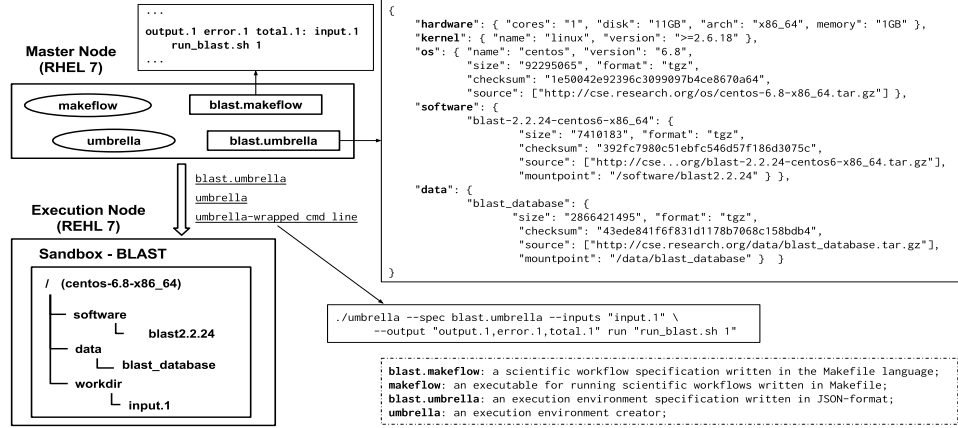 ...
output.1 error.1 total.1: input.1
run_blast.sh 1
...
Master Node
(RHEL 7)
makeflow
blast.makeflow
umbrella
blast.umbrella
blast.umbrella
umbrella
umbrella-wrapped cmd line
Execution Node
(REHL 7)
Sandbox - BLAST
/ (centos-6.8-x86_64)
software
blast2.2.24
data
blast_database
workdir
input.1
{
"hardware": { "cores": "1", "disk": "11GB", "arch": "x86_64", memory": "1GB" },
"kernel": { "name": "linux", "version": ">=2.6.18" },
"os": { "name": "centos", "version": "6.8",
"size": "92295065", "format": "tgz",
"checksum": "1e50042e92396c3099097b4ce8670a64",
"source": ["http://cse.research.org/os/centos-6.8-x86_64.tar.gz"] },
"software": {
"blast-2.2.24-centos6-x86_64": {
"size": "7410183", "format": "tgz",
"checksum": "392fc7980c51ebfc546d57f186d3075c",
"source": ["http://cse...org/blast-2.2.24-centos6-x86_64.tar.gz"],
"mountpoint": "/software/blast2.2.24" } },
"data": {
"blast_database": {
"size": "2866421495", "format": "tgz",
"checksum": "43ede841f6f831d1178b7068c158bdb4",
"source": ["http://cse.research.org/data/blast_database.tar.gz"],
"mountpoint": "/data/blast_database" } }
}
./umbrella --spec blast.umbrella --inputs "input.1" \
--output "output.1,error.1,total.1" run "run_blast.sh 1"
blast.makeflow: a scientific workflow specification written in the Makefile language;
makeflow: an executable for running scientific workflows written in Makefile;
blast.umbrella: an execution environment specification written in JSON-format;
umbrella: an execution environment creator;